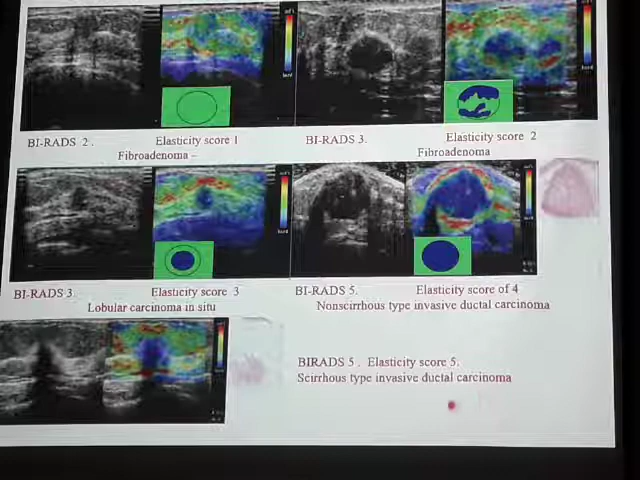 BI-RADS 2. Elasticity score 1 BI-RADS 3. Elasticity score 2
Fibroadenoma – Fibroadenoma
BI-RADS 3 Elasticity score 3 BI-RADS 5. Elasticity score of 4
Lobular carcinoma in situ Nonscirrhous type invasive ductal carcinoma
BIRADS 5 . Elasticity score 5.
Scirrhous type invasive ductal carcinoma